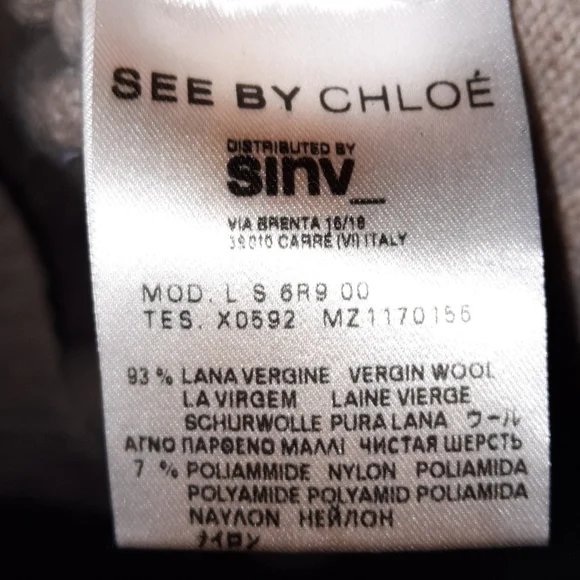 SEE BY CHLOÉ
DISTRIBUTED BY
sinv_
VIA BRENTA 16/18
36010 CARRÉ (VI) ITALY
MOD. L S 6R9 00
TES. X0592 MZ1170156
93 % LANA VERGINE VERGIN WOOL
LA VIRGEM LAINE VIERGE
SCHURWOLLE PURA LANA ウール
ΑΓΝΟ ΠΑΡΘΕΝΟ ΜΑΛΛΙ ЧИСТАЯ ШЕРСТЬ
7 % POLIAMMIDE NYLON POLIAMIDA
POLYAMIDE POLYAMID POLIAMIDA
ΝΑΥΛΟΝ НЕЙЛОН
ナイロン